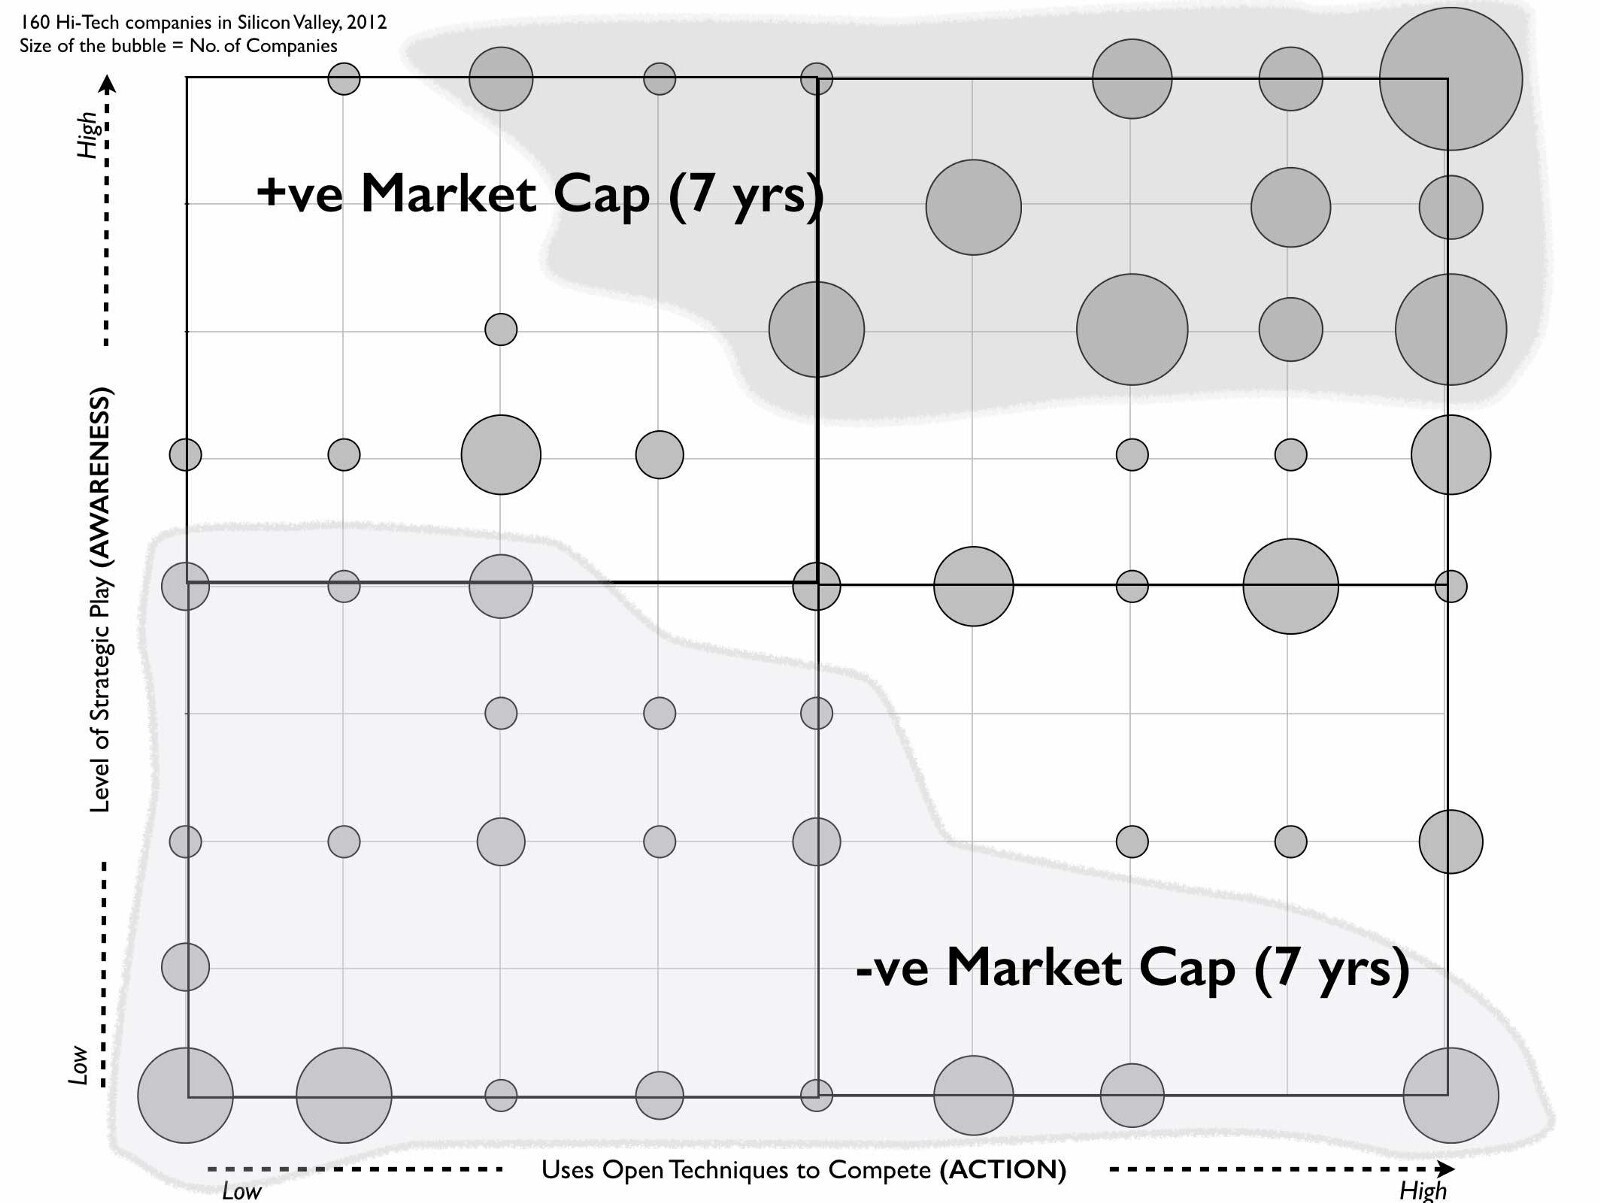 160 Hi-Tech companies in Silicon Valley, 2012
Size of the bubble = No. of Companies
High
+ve Market Cap (7 yrs)
Level of Strategic Play (AWARENESS)
-ve Market Cap (7 yrs)
Low
Uses Open Techniques to Compete (ACTION)
Low
High